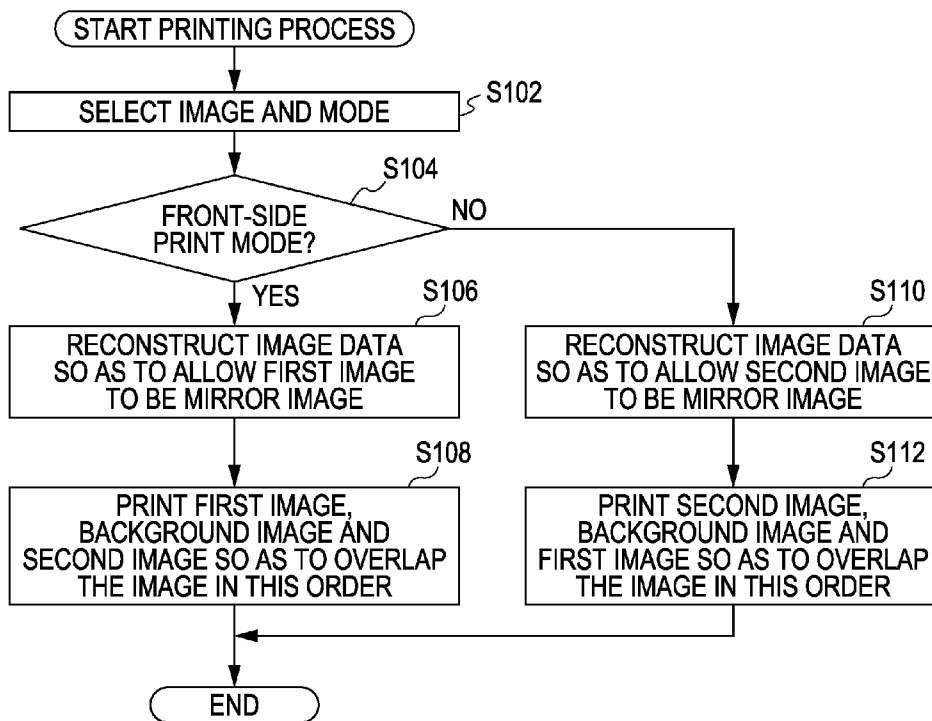 START PRINTING PROCESS
S102
SELECT IMAGE AND MODE
S104
FRONT-SIDE
PRINT MODE?
NO
YES
S106
RECONSTRUCT IMAGE DATA
SO AS TO ALLOW FIRST IMAGE
TO BE MIRROR IMAGE
S110
RECONSTRUCT IMAGE DATA
SO AS TO ALLOW SECOND IMAGE
TO BE MIRROR IMAGE
S108
PRINT FIRST IMAGE,
BACKGROUND IMAGE AND
SECOND IMAGE SO AS TO OVERLAP
THE IMAGE IN THIS ORDER
S112
PRINT SECOND IMAGE,
BACKGROUND IMAGE AND
FIRST IMAGE SO AS TO OVERLAP
THE IMAGE IN THIS ORDER
END